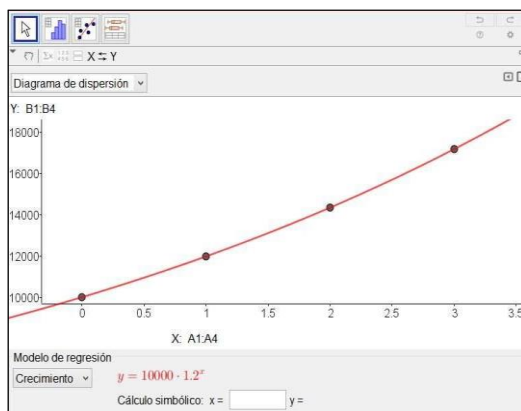 X ⇆ Y
Diagrama de dispersión
Y: B1:B4
18000
16000
14000
12000
10000
0 0.5 1 1.5 2 2.5 3 3.5
X: A1:A4
Modelo de regresión
Crecimiento y = 10000 · 1.2ˣ
Cálculo simbólico: x = y =